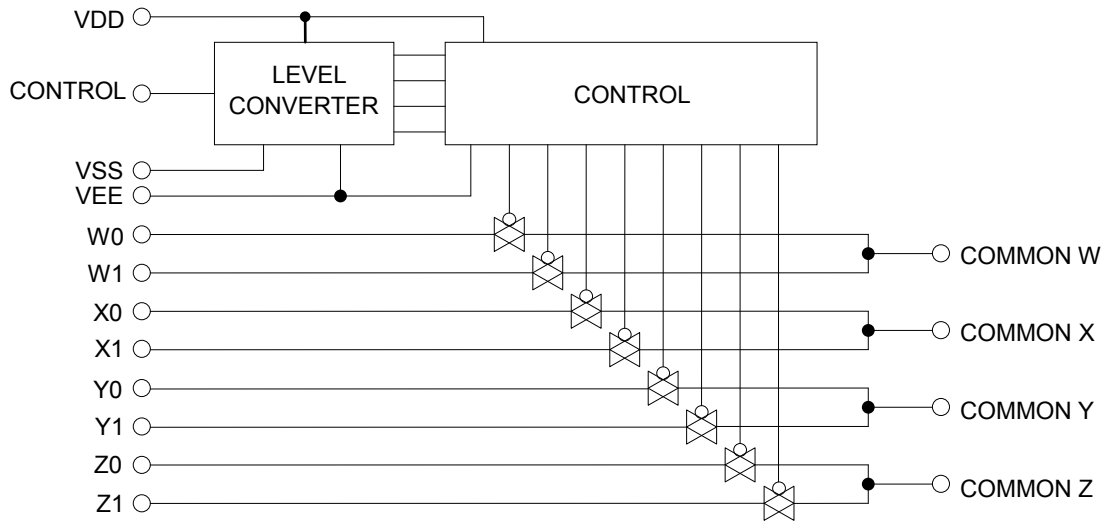 VDD
LEVEL
CONVERTER
CONTROL
CONTROL
VSS
VEE
W0
W1
COMMON W
X0
X1
COMMON X
Y0
Y1
COMMON Y
Z0
Z1
COMMON Z